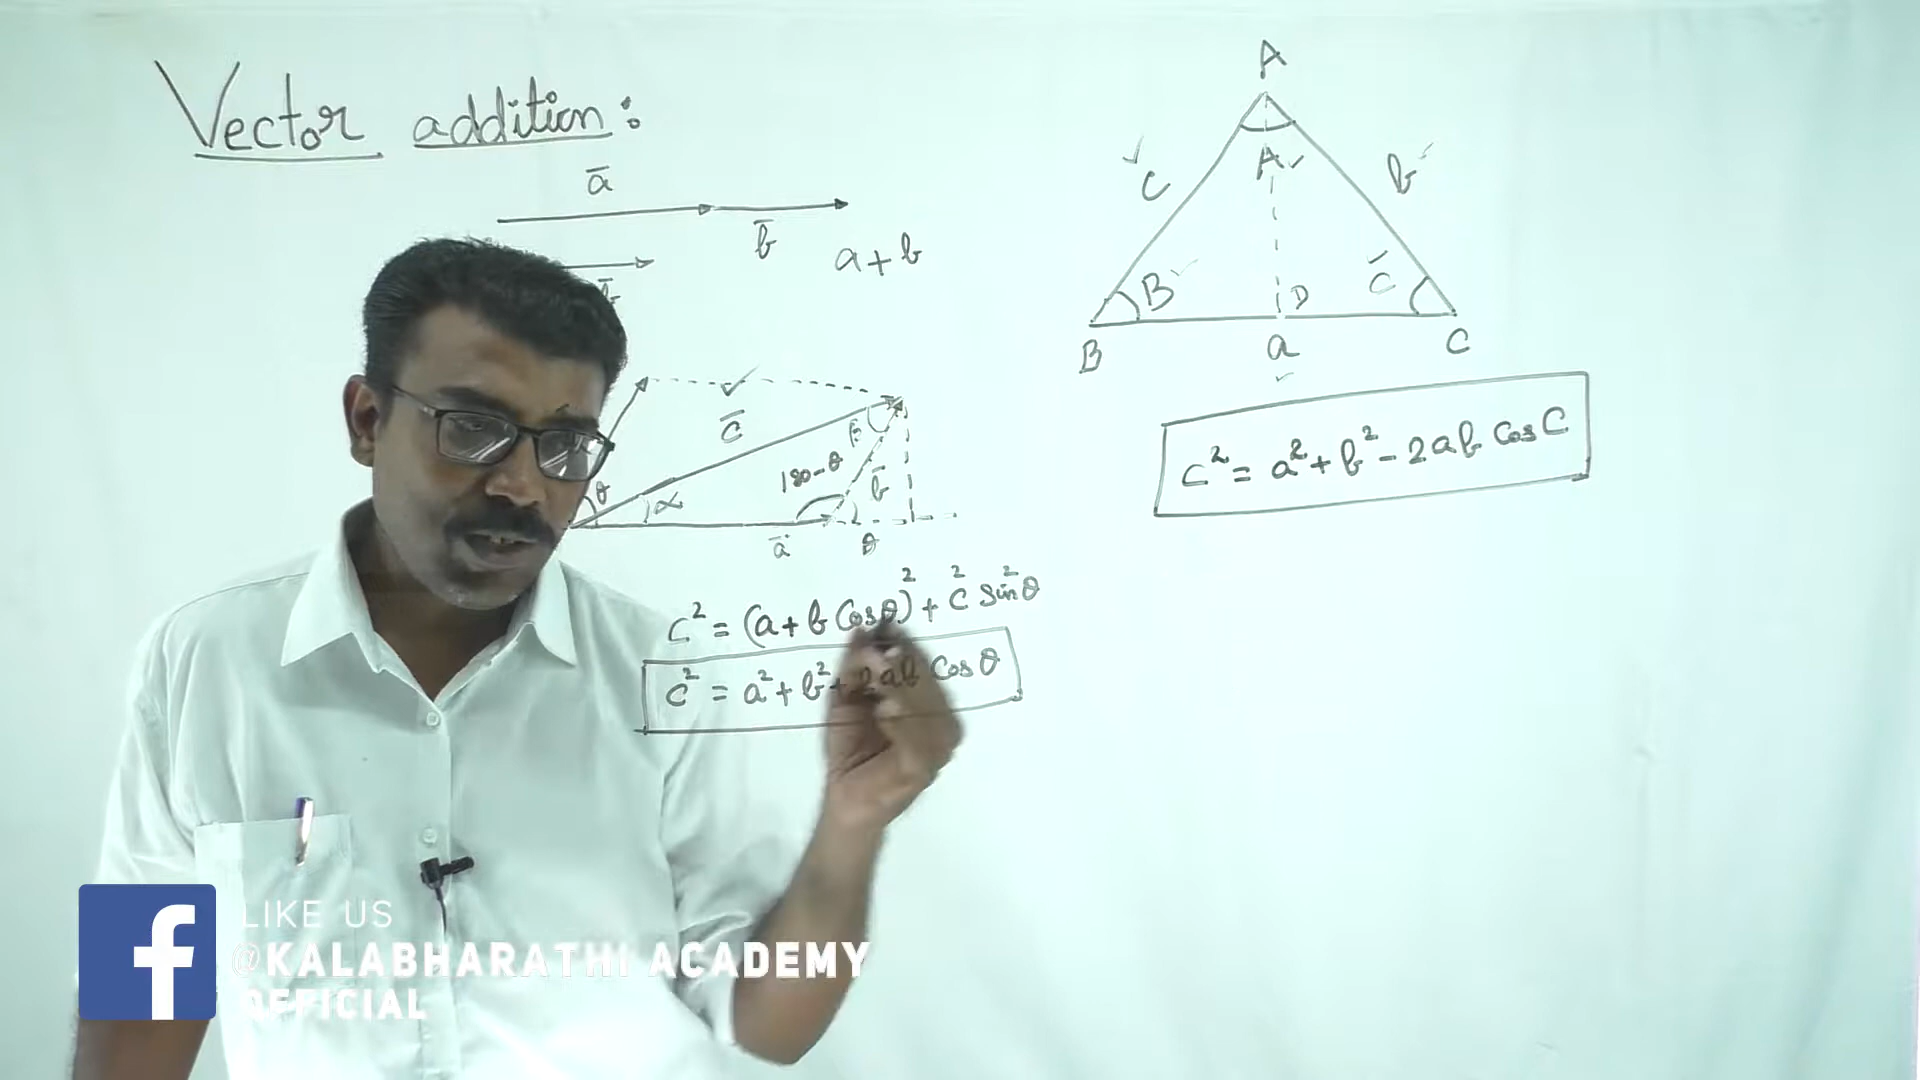 Vector addition:
a̅
b̅
a + b
b̅
c̅
θ
α
β
180-θ
b̅
a̅
θ
c² = (a + b Cosθ)² + c² sin²θ
c² = a² + b² + 2ab Cos θ
A
A
c
b
B
C
D
B
a
C
c² = a² + b² - 2ab Cos C
LIKE US
@KALABHARATHI ACADEMY
OFFICIAL